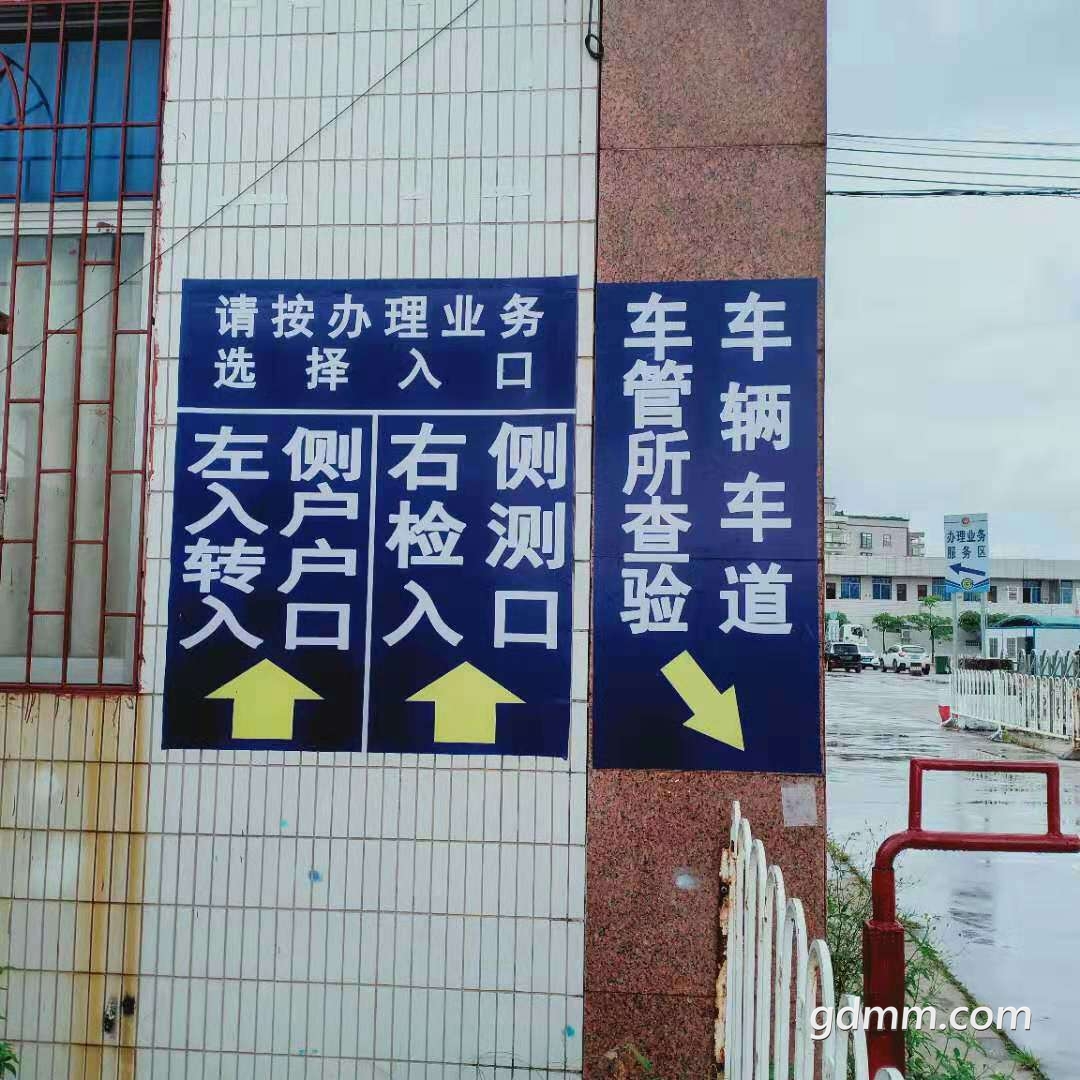 请按办理业务
选择入口
左侧
入户
转户
入口
右侧
检测
入口
车管所查验
车辆车道
办理业务
服务区
gdmm.com